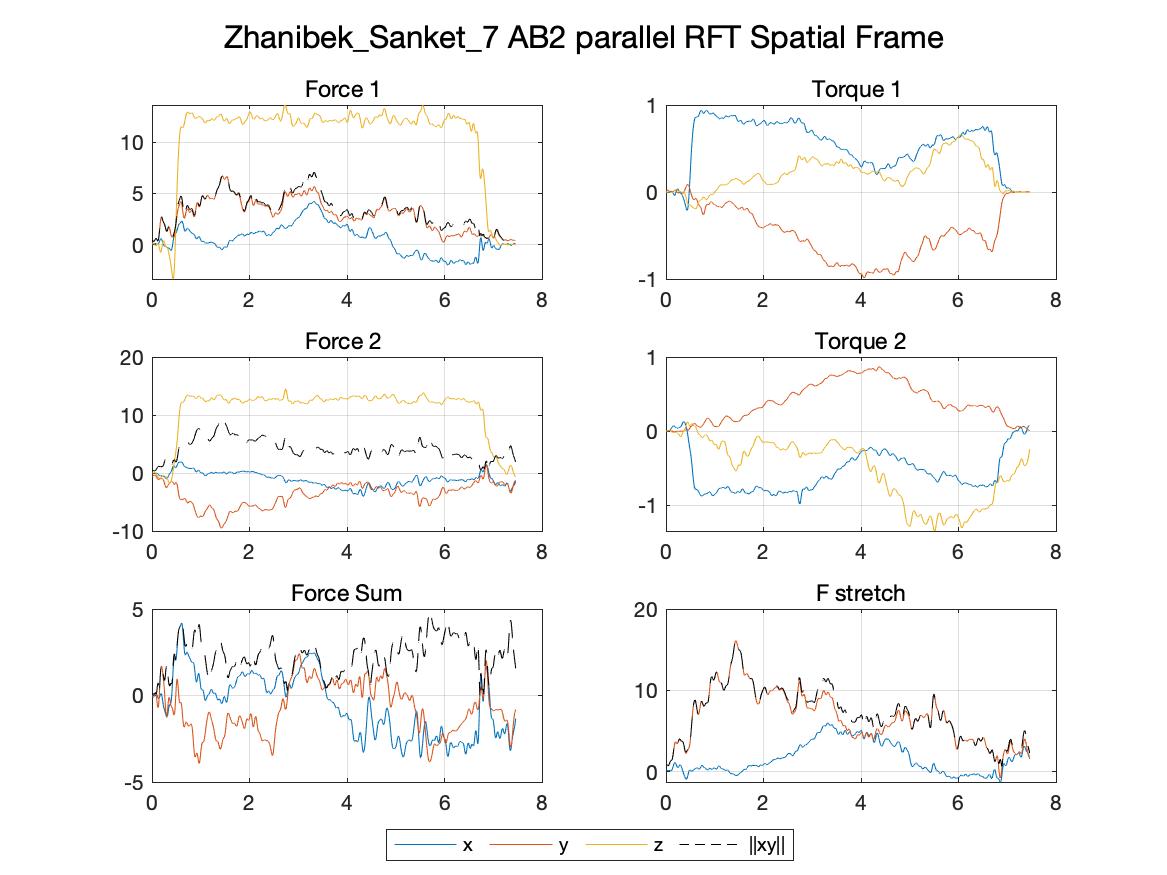 Zhanibek_Sanket_7 AB2 parallel RFT Spatial Frame
Force 1
10
5
0
0 2 4 6 8
Torque 1
1
0
-1
0 2 4 6 8
Force 2
20
10
0
-10
0 2 4 6 8
Torque 2
1
0
-1
0 2 4 6 8
Force Sum
5
0
-5
0 2 4 6 8
F stretch
20
10
0
0 2 4 6 8
x y z ||xy||